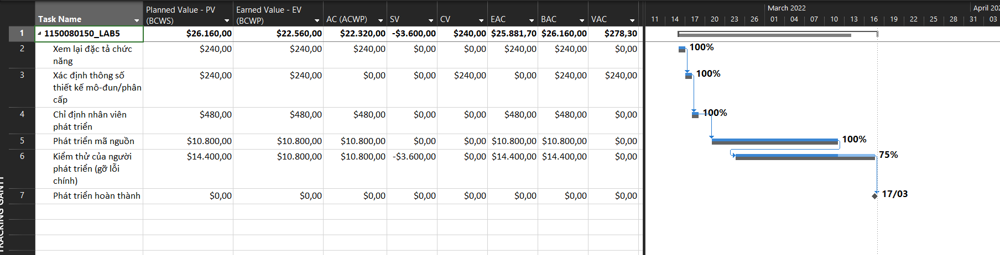 March 2022
April 202
Task Name
Planned Value - PV (BCWS)
Earned Value - EV (BCWP)
AC (ACWP)
SV
CV
EAC
BAC
VAC
11 14 17 20 23 26 01 04 07 10 13 16 19 22 25 28 31 03
1 1150080150_LAB5 $26.160,00 $22.560,00 $22.320,00 -$3.600,00 $240,00 $25.881,70 $26.160,00 $278,30
2 Xem lại đặc tả chức năng $240,00 $240,00 $240,00 $0,00 $0,00 $240,00 $240,00 $0,00 100%
3 Xác định thông số thiết kế mô-đun/phân cấp $240,00 $240,00 $0,00 $0,00 $240,00 $0,00 $240,00 $240,00 100%
4 Chỉ định nhân viên phát triển $480,00 $480,00 $480,00 $0,00 $0,00 $480,00 $480,00 $0,00 100%
5 Phát triển mã nguồn $10.800,00 $10.800,00 $10.800,00 $0,00 $0,00 $10.800,00 $10.800,00 $0,00 100%
6 Kiểm thử của người phát triển (gỡ lỗi chính) $14.400,00 $10.800,00 $10.800,00 -$3.600,00 $0,00 $14.400,00 $14.400,00 $0,00 75%
7 Phát triển hoàn thành $0,00 $0,00 $0,00 $0,00 $0,00 $0,00 $0,00 $0,00 17/03